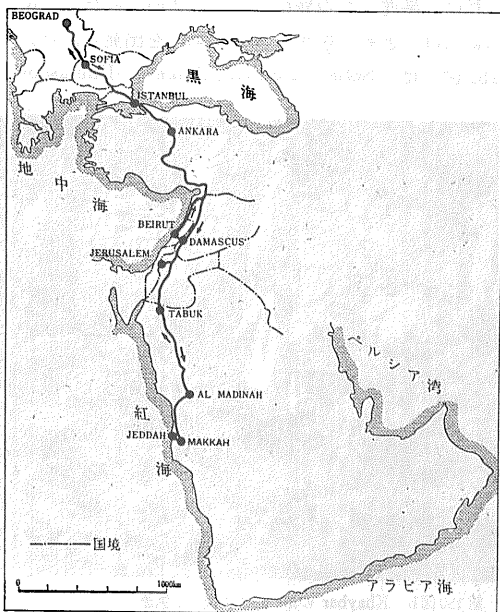 BEOGRAD
SOFIA
黒海
ISTANBUL
ANKARA
地中海
BEIRUT
DAMASCUS
JERUSALEM
TABUK
ペルシア湾
AL MADINAH
紅海
JEDDAH
MAKKAH
国境
0 1000km
アラビア海